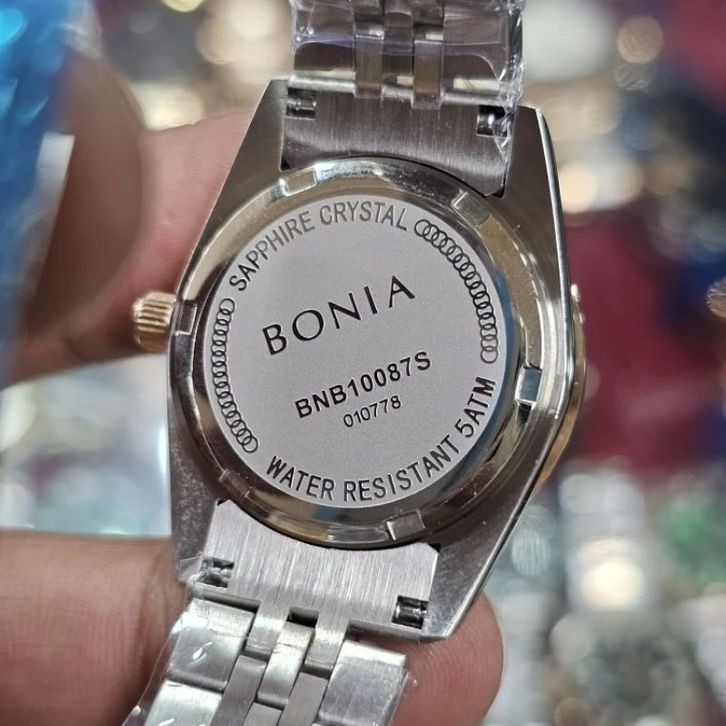 SAPPHIRE CRYSTAL
BONIA
BNB10087S
010778
WATER RESISTANT 5ATM